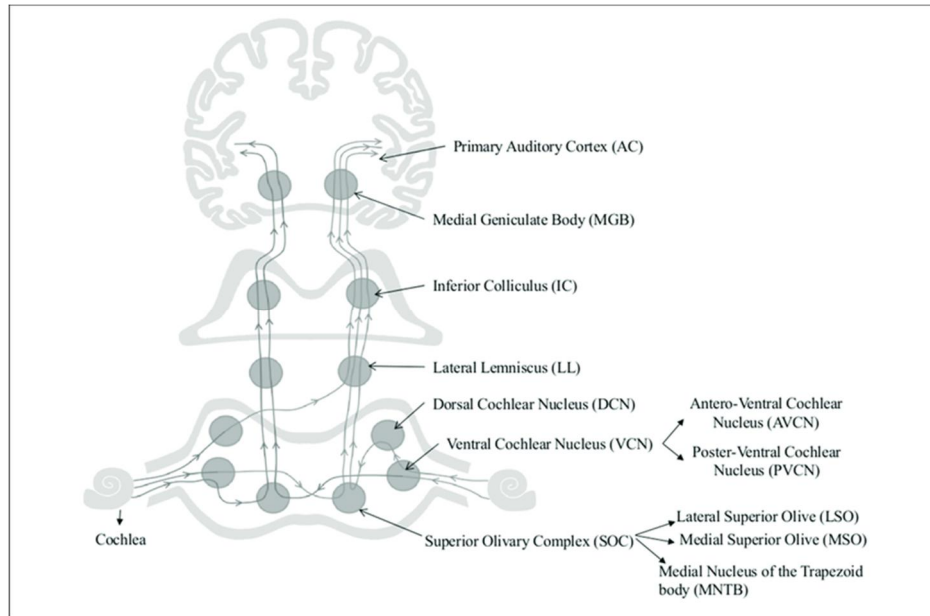 Primary Auditory Cortex (AC)
Medial Geniculate Body (MGB)
Inferior Colliculus (IC)
Lateral Lemniscus (LL)
Dorsal Cochlear Nucleus (DCN)
Ventral Cochlear Nucleus (VCN)
Antero-Ventral Cochlear
Nucleus (AVCN)
Poster-Ventral Cochlear
Nucleus (PVCN)
Cochlea
Superior Olivary Complex (SOC)
Lateral Superior Olive (LSO)
Medial Superior Olive (MSO)
Medial Nucleus of the Trapezoid
body (MNTB)